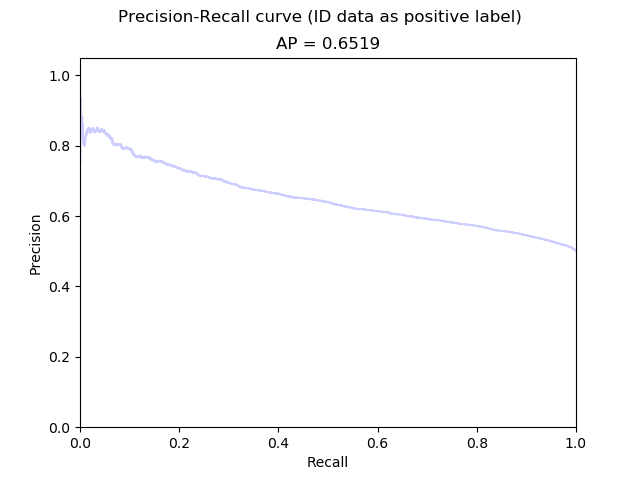 Precision-Recall curve (ID data as positive label)
AP = 0.6519
1.0
0.8
0.6
0.4
0.2
0.0
Precision
0.0 0.2 0.4 0.6 0.8 1.0
Recall